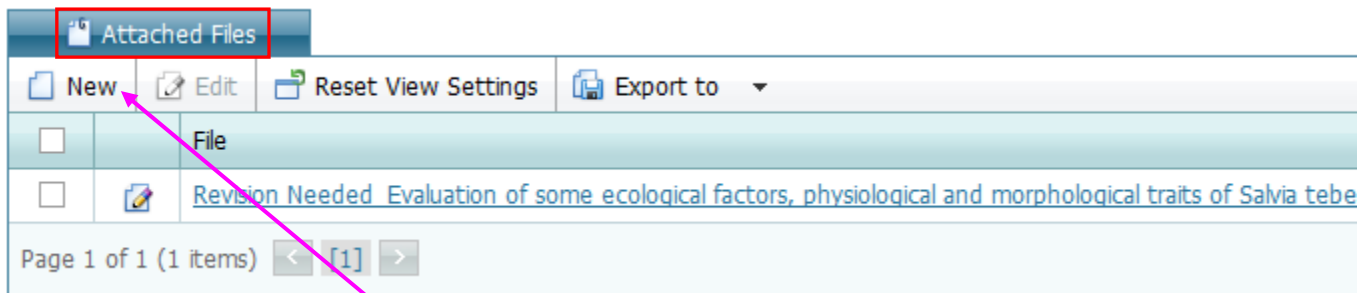 Attached Files
New Edit Reset View Settings Export to
File
Revision Needed Evaluation of some ecological factors, physiological and morphological traits of Salvia tebe
Page 1 of 1 (1 items) < [1] >